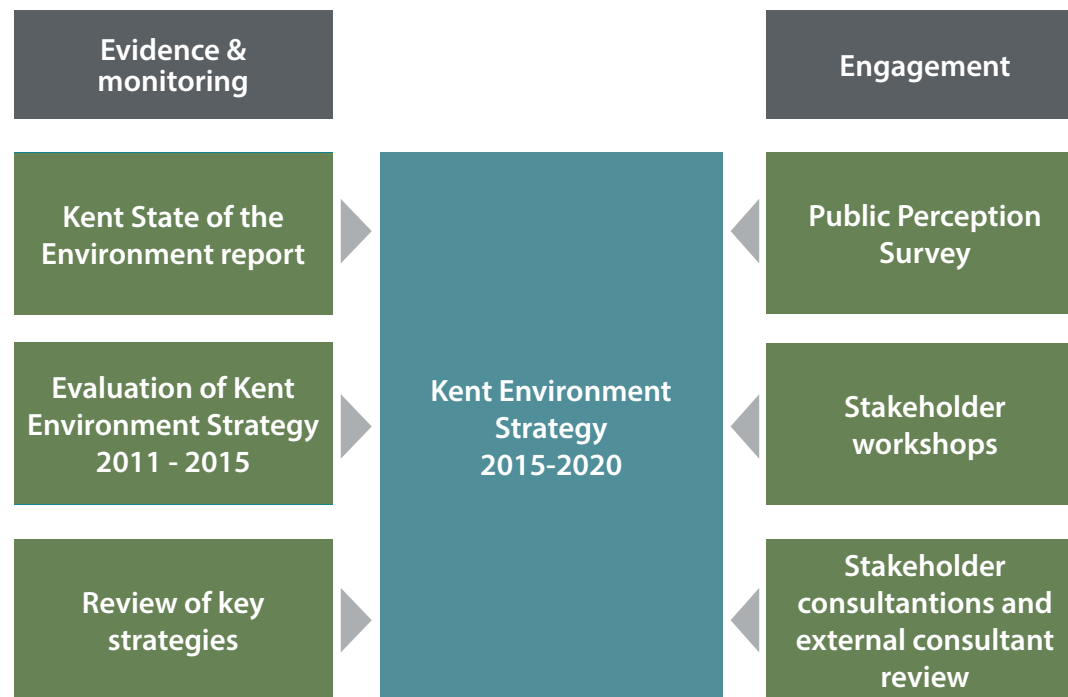 Evidence &
monitoring
Engagement
Kent State of the
Environment report
Public Perception
Survey
Evaluation of Kent
Environment Strategy
2011 - 2015
Kent Environment
Strategy
2015-2020
Stakeholder
workshops
Review of key
strategies
Stakeholder
consultantions and
external consultant
review